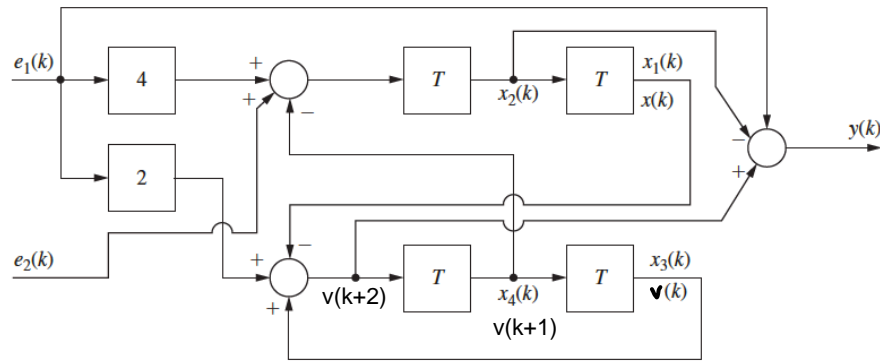 e₁(k)
4
+
+
−
T
x₂(k)
T
x₁(k)
x(k)
−
+
y(k)
2
e₂(k)
+
−
+
v(k+2)
T
x₄(k)
v(k+1)
T
x₃(k)
v(k)